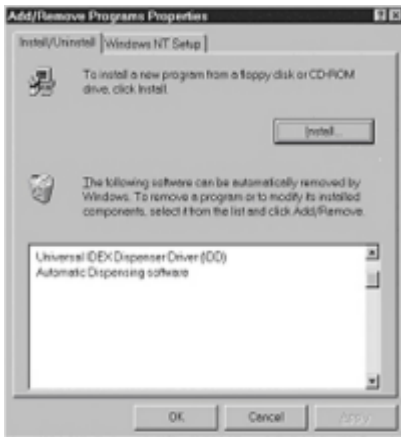 Add/Remove Programs Properties
Install/Uninstall
Windows NT Setup
To install a new program from a floppy disk or CD-ROM
drive, click Install.
Install...
The following software can be automatically removed by
Windows. To remove a program or to modify its installed
components, select it from the list and click Add/Remove.
Universal IDEX Dispenser Driver (IDD)
Automatic Dispensing software
OK
Cancel
Apply